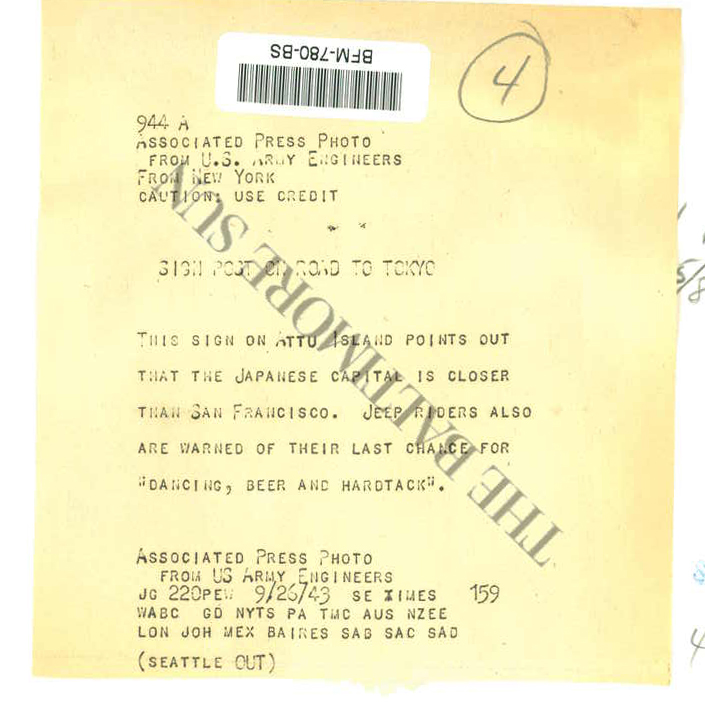 BFM-780-BS
4
944 A
ASSOCIATED PRESS PHOTO
FROM U.S. ARMY ENGINEERS
FROM NEW YORK
CAUTION: USE CREDIT
SIGN POST ON ROAD TO TOKYO
THIS SIGN ON ATTU ISLAND POINTS OUT
THAT THE JAPANESE CAPITAL IS CLOSER
THAN SAN FRANCISCO. JEEP RIDERS ALSO
ARE WARNED OF THEIR LAST CHANCE FOR
"DANCING, BEER AND HARDTACK".
ASSOCIATED PRESS PHOTO
FROM US ARMY ENGINEERS
JG 220PEW 9/26/43 SE XIMES 159
WABC GD NYTS PA TMC AUS NZEE
LON JOH MEX BAIRES SAB SAC SAD
(SEATTLE OUT)
THE BALTIMORE SUN
5/8
4